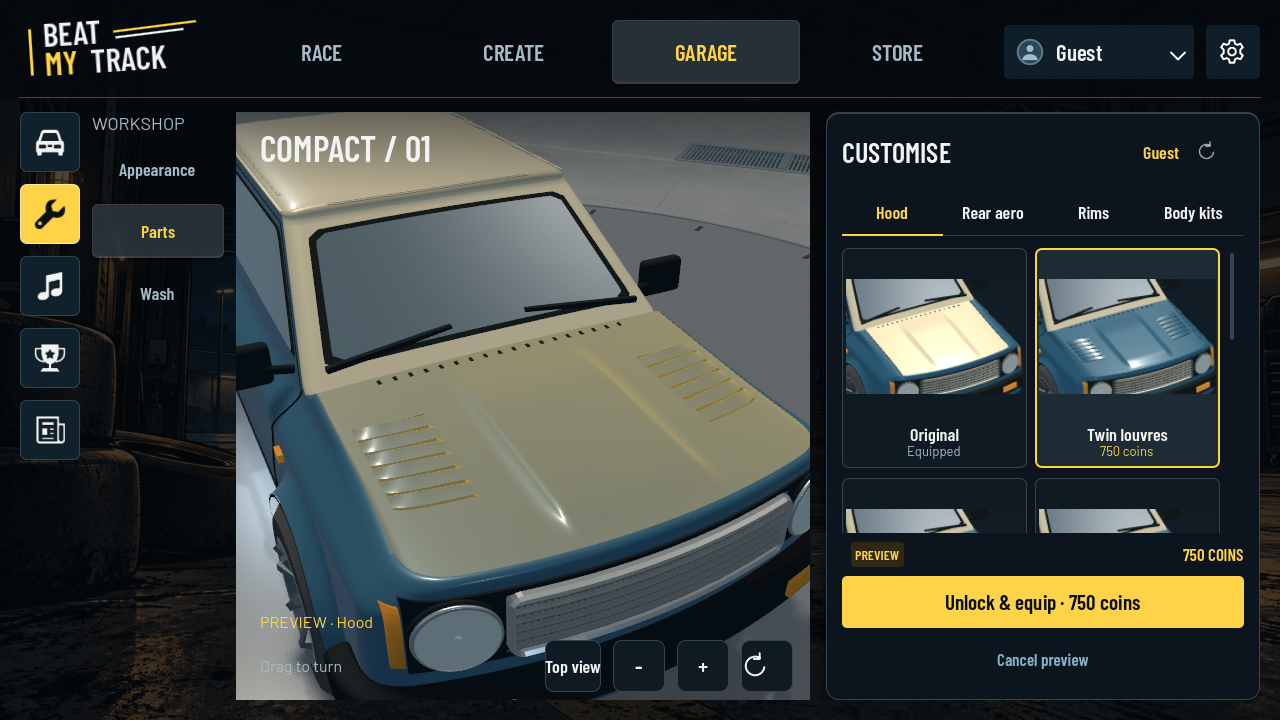 BEAT
MY TRACK
RACE
CREATE
GARAGE
STORE
Guest
WORKSHOP
Appearance
Parts
Wash
COMPACT / 01
PREVIEW · Hood
Drag to turn
Top view
-
+
CUSTOMISE
Guest
Hood
Rear aero
Rims
Body kits
Original
Equipped
Twin louvres
750 coins
PREVIEW
750 COINS
Unlock & equip · 750 coins
Cancel preview